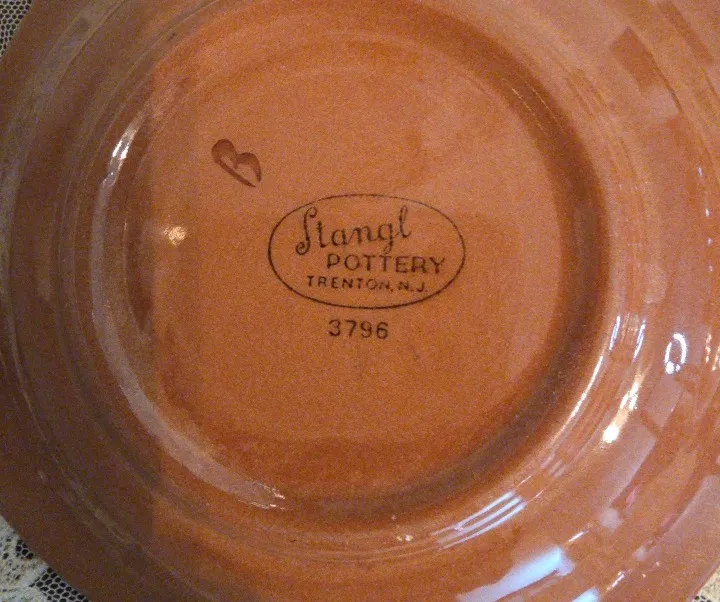 Stangl
POTTERY
TRENTON, N.J.
3796